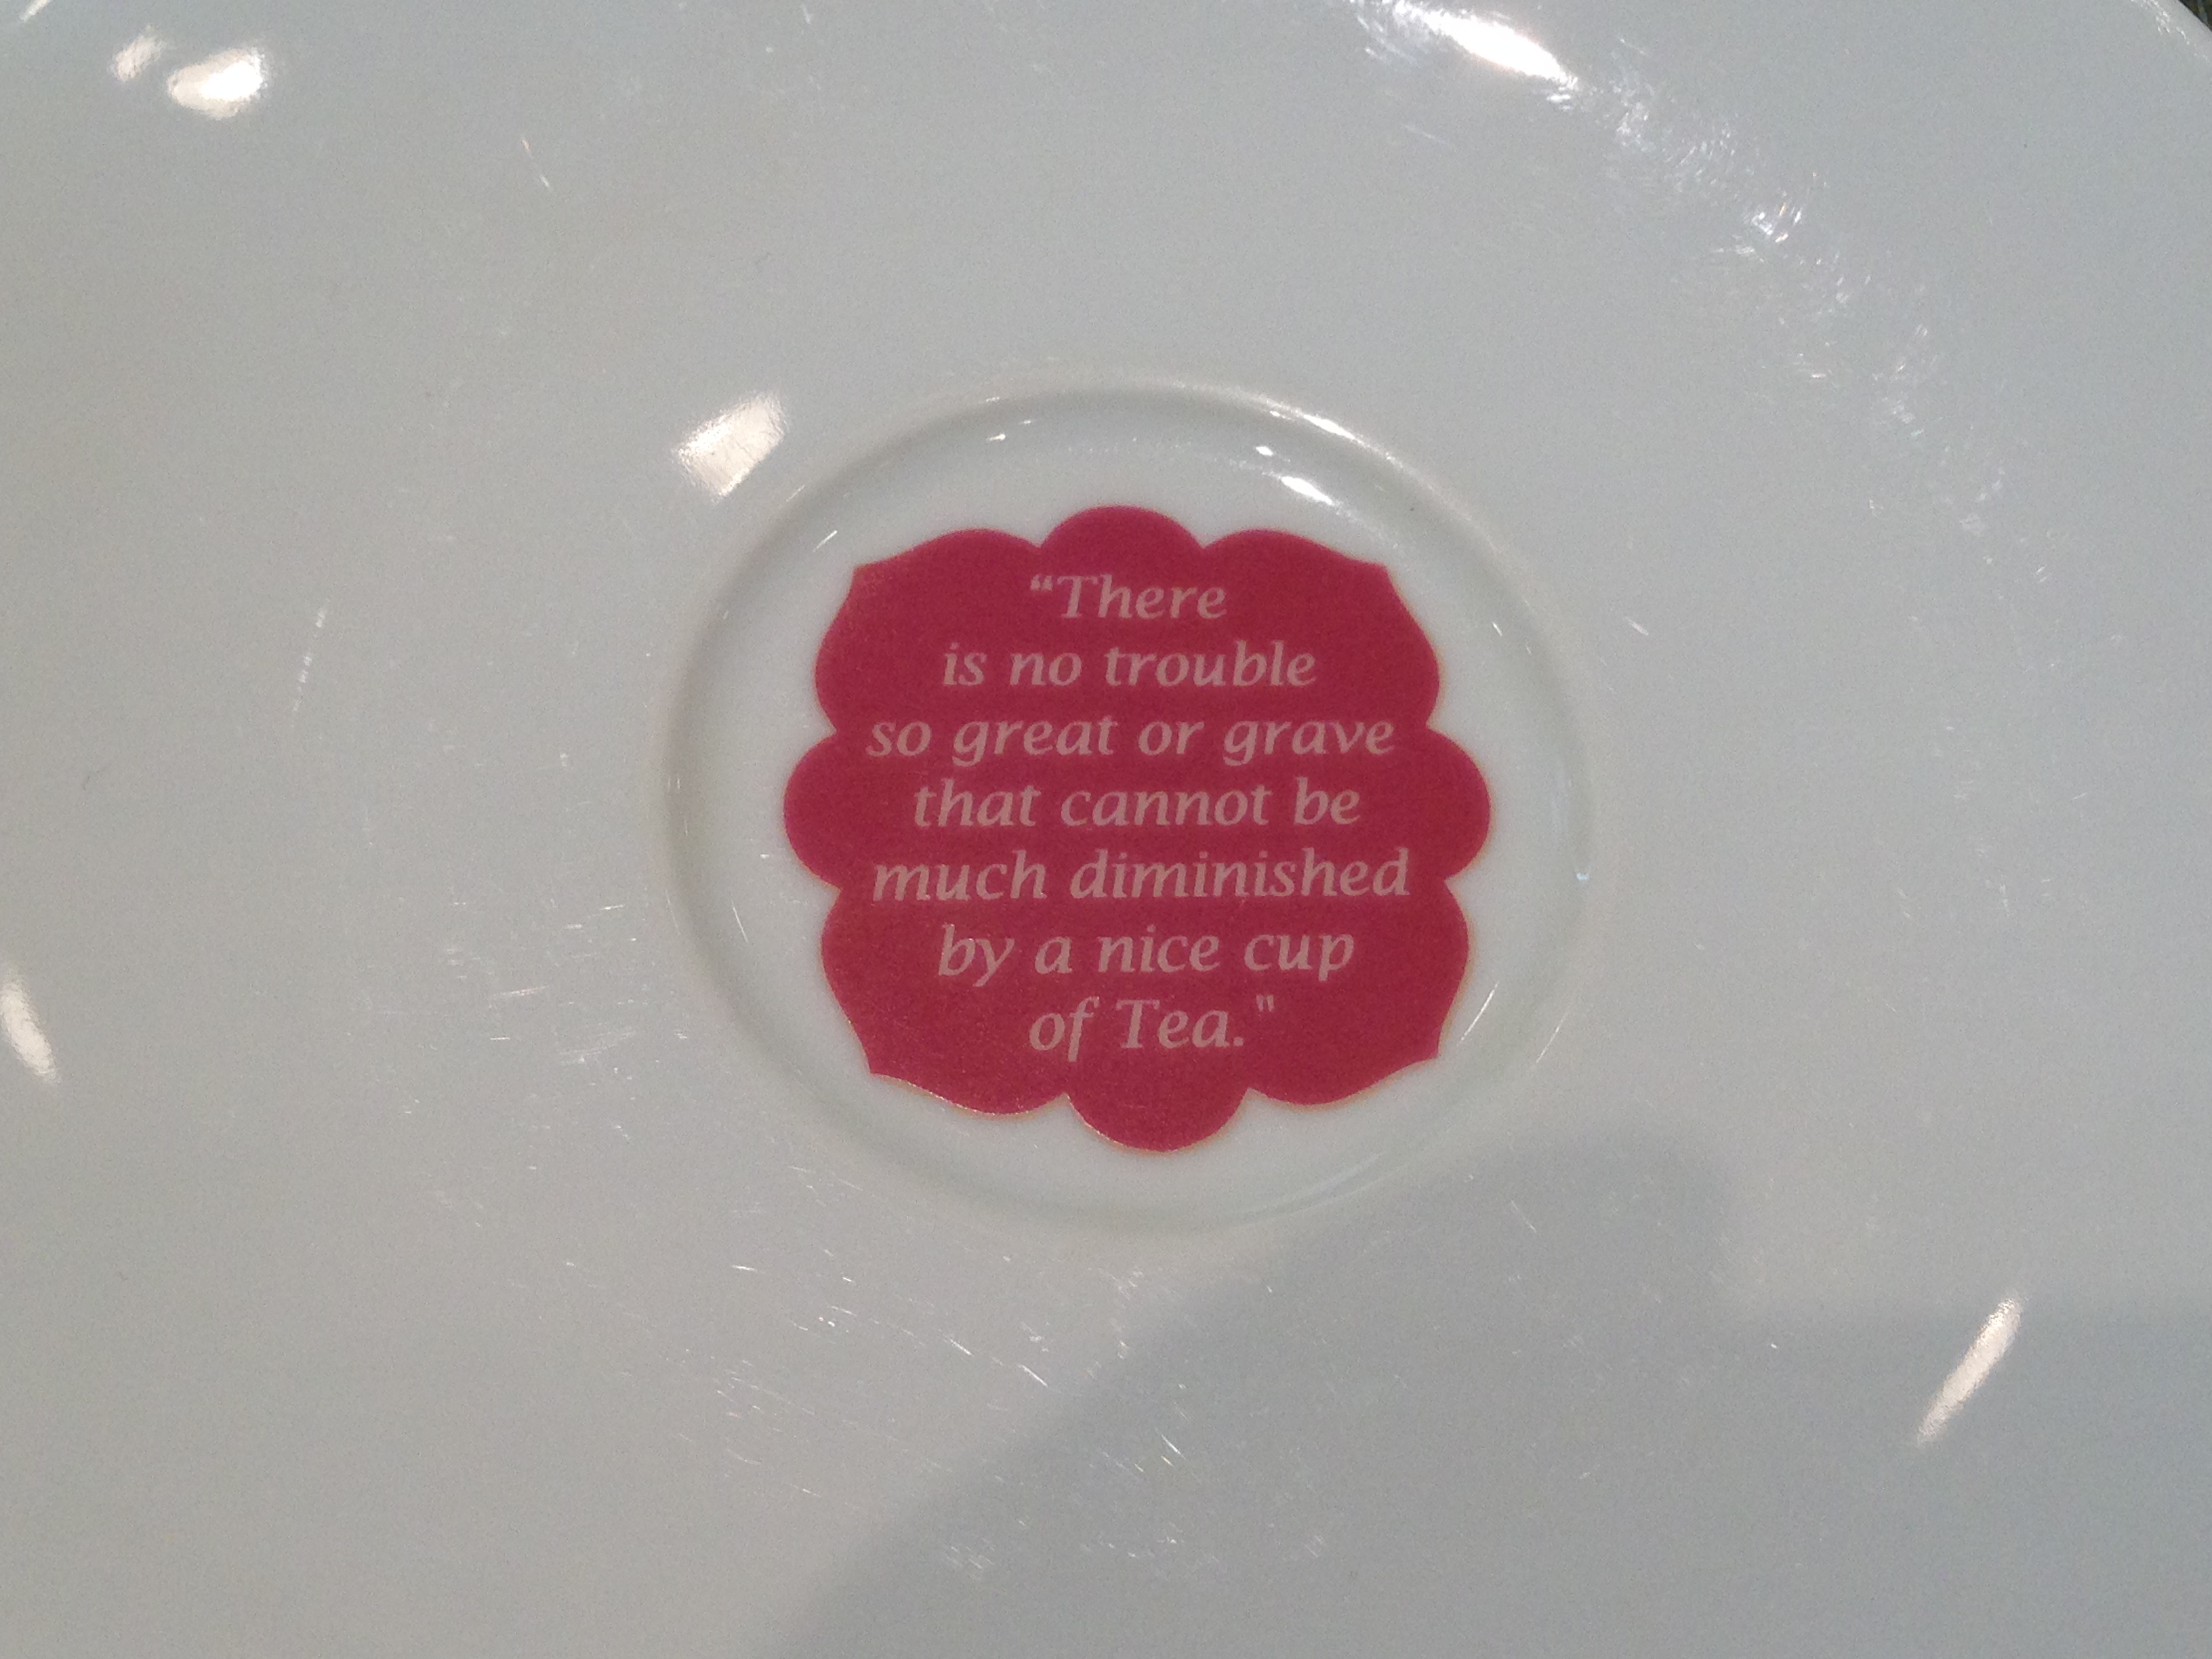 “There
is no trouble
so great or grave
that cannot be
much diminished
by a nice cup
of Tea."